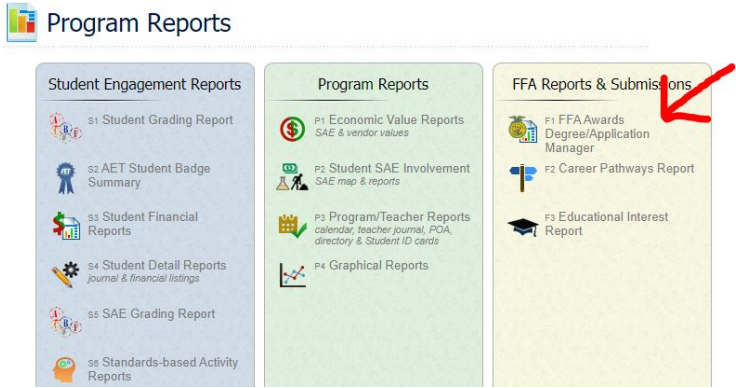 Program Reports
Student Engagement Reports
S1 Student Grading Report
S2 AET Student Badge
Summary
S3 Student Financial
Reports
S4 Student Detail Reports
journal & financial listings
S5 SAE Grading Report
S6 Standards-based Activity
Reports
Program Reports
P1 Economic Value Reports
SAE & vendor values
P2 Student SAE Involvement
SAE map & reports
P3 Program/Teacher Reports
calendar, teacher journal, POA,
directory & Student ID cards
P4 Graphical Reports
FFA Reports & Submissions
F1 FFA Awards
Degree/Application
Manager
F2 Career Pathways Report
F3 Educational Interest
Report